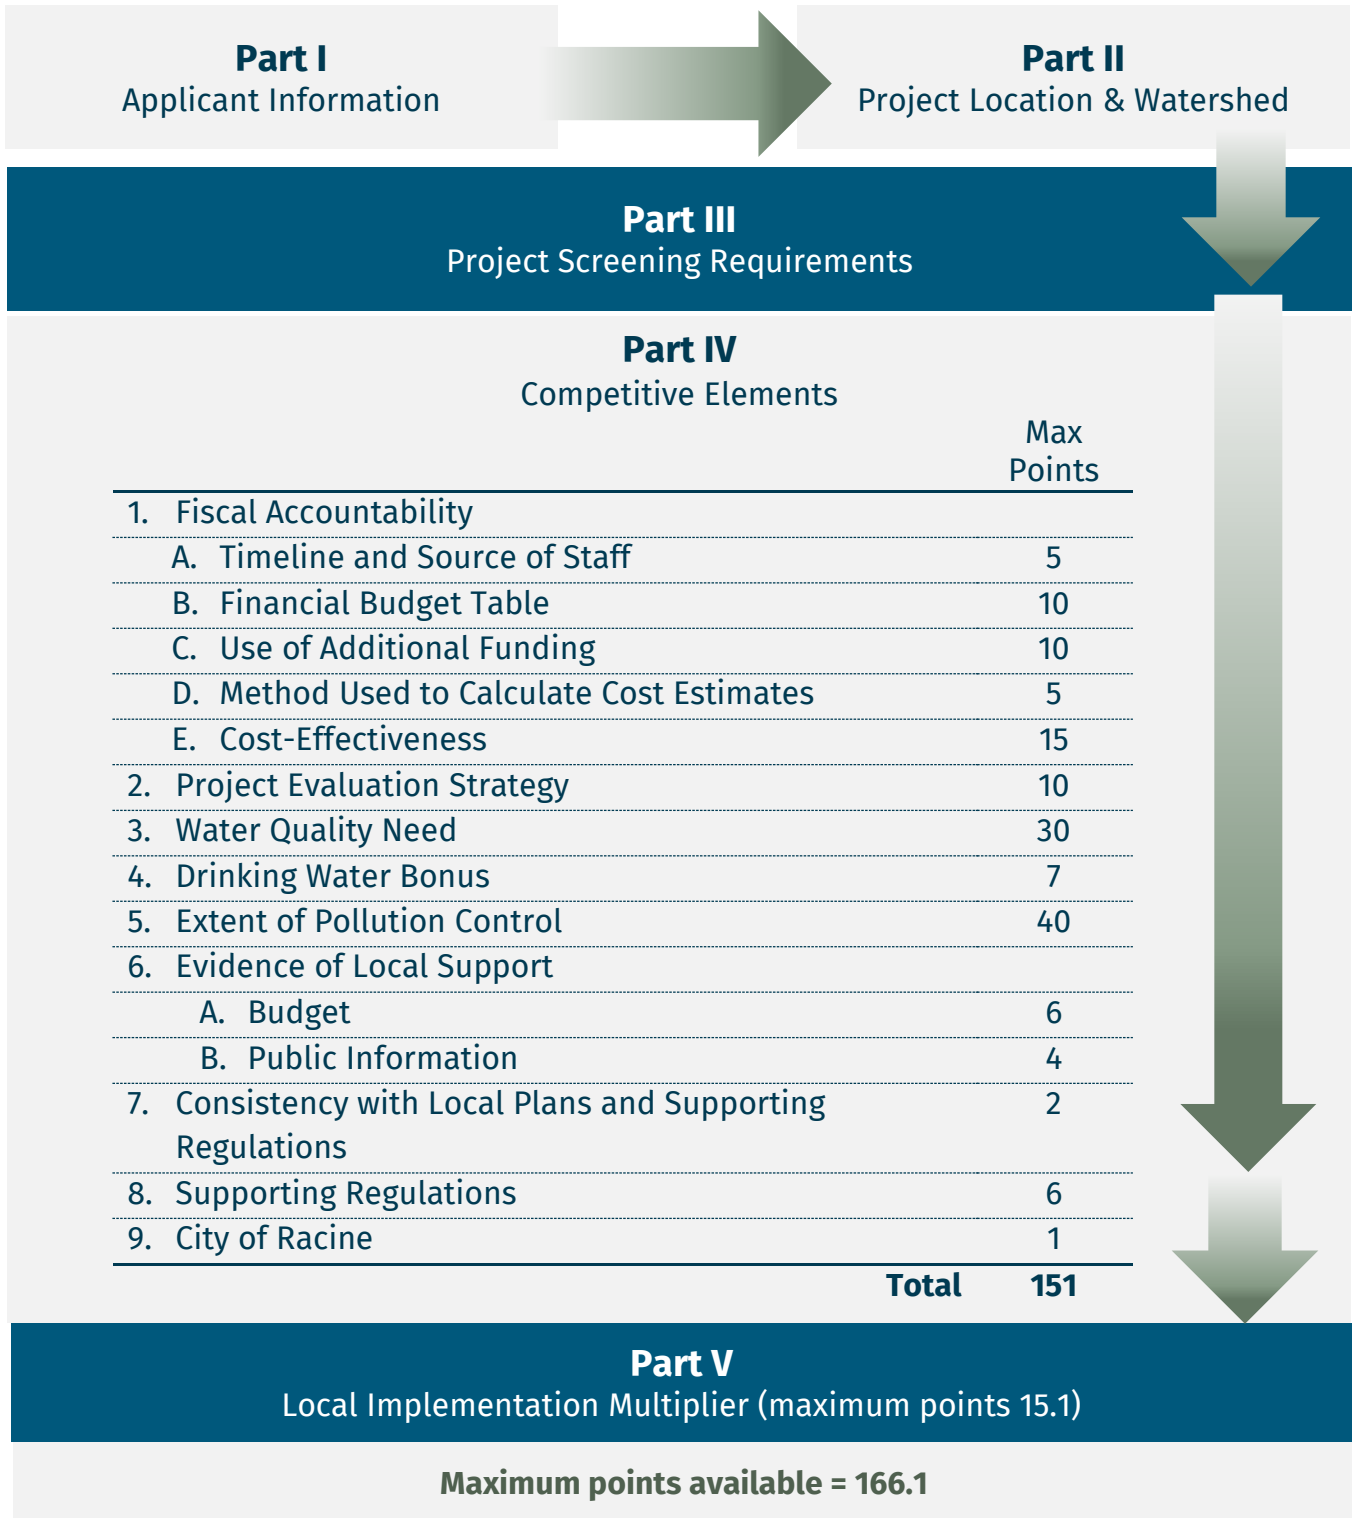 Part I
Applicant Information
Part II
Project Location & Watershed
Part III
Project Screening Requirements
Part IV
Competitive Elements
Max
Points
1. Fiscal Accountability
A. Timeline and Source of Staff 5
B. Financial Budget Table 10
C. Use of Additional Funding 10
D. Method Used to Calculate Cost Estimates 5
E. Cost-Effectiveness 15
2. Project Evaluation Strategy 10
3. Water Quality Need 30
4. Drinking Water Bonus 7
5. Extent of Pollution Control 40
6. Evidence of Local Support
A. Budget 6
B. Public Information 4
7. Consistency with Local Plans and Supporting 2
Regulations
8. Supporting Regulations 6
9. City of Racine 1
Total 151
Part V
Local Implementation Multiplier (maximum points 15.1)
Maximum points available = 166.1